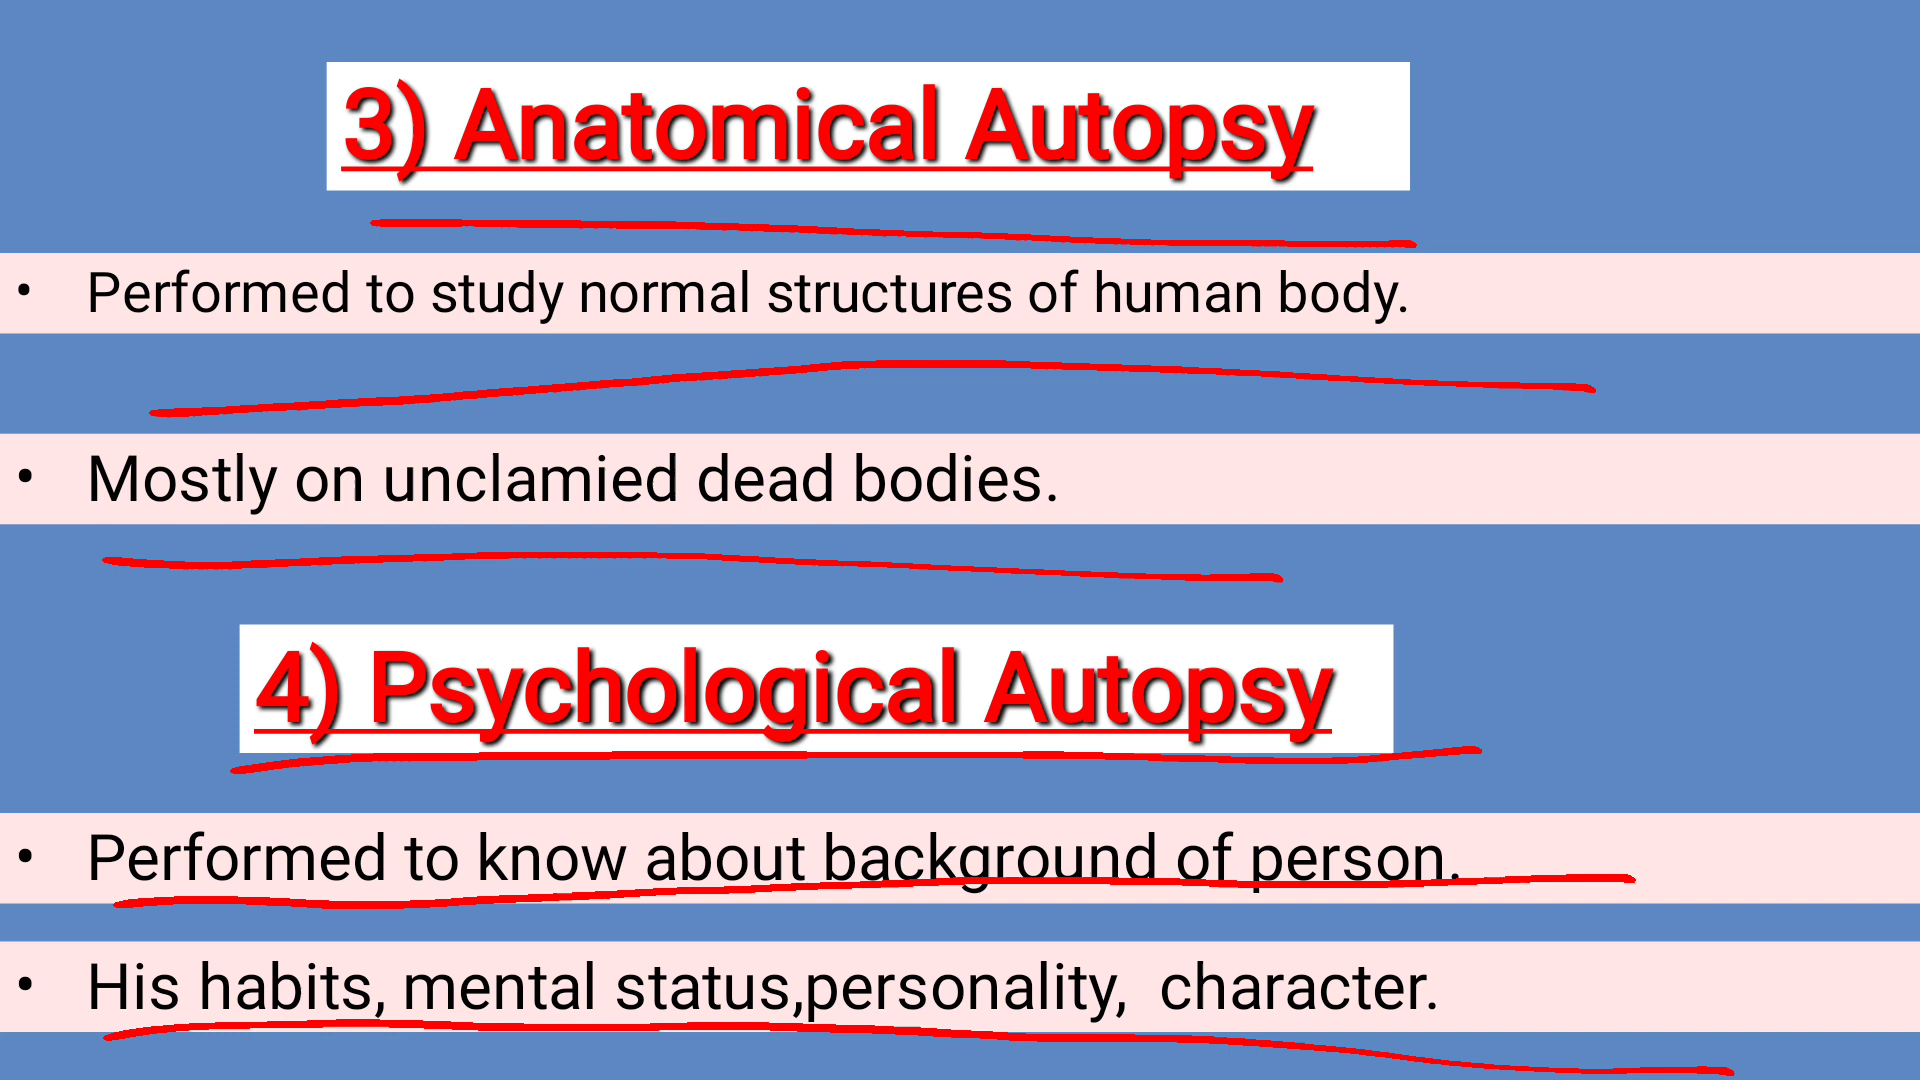 3) Anatomical Autopsy
• Performed to study normal structures of human body.
• Mostly on unclamied dead bodies.
4) Psychological Autopsy
• Performed to know about background of person.
• His habits, mental status,personality,  character.